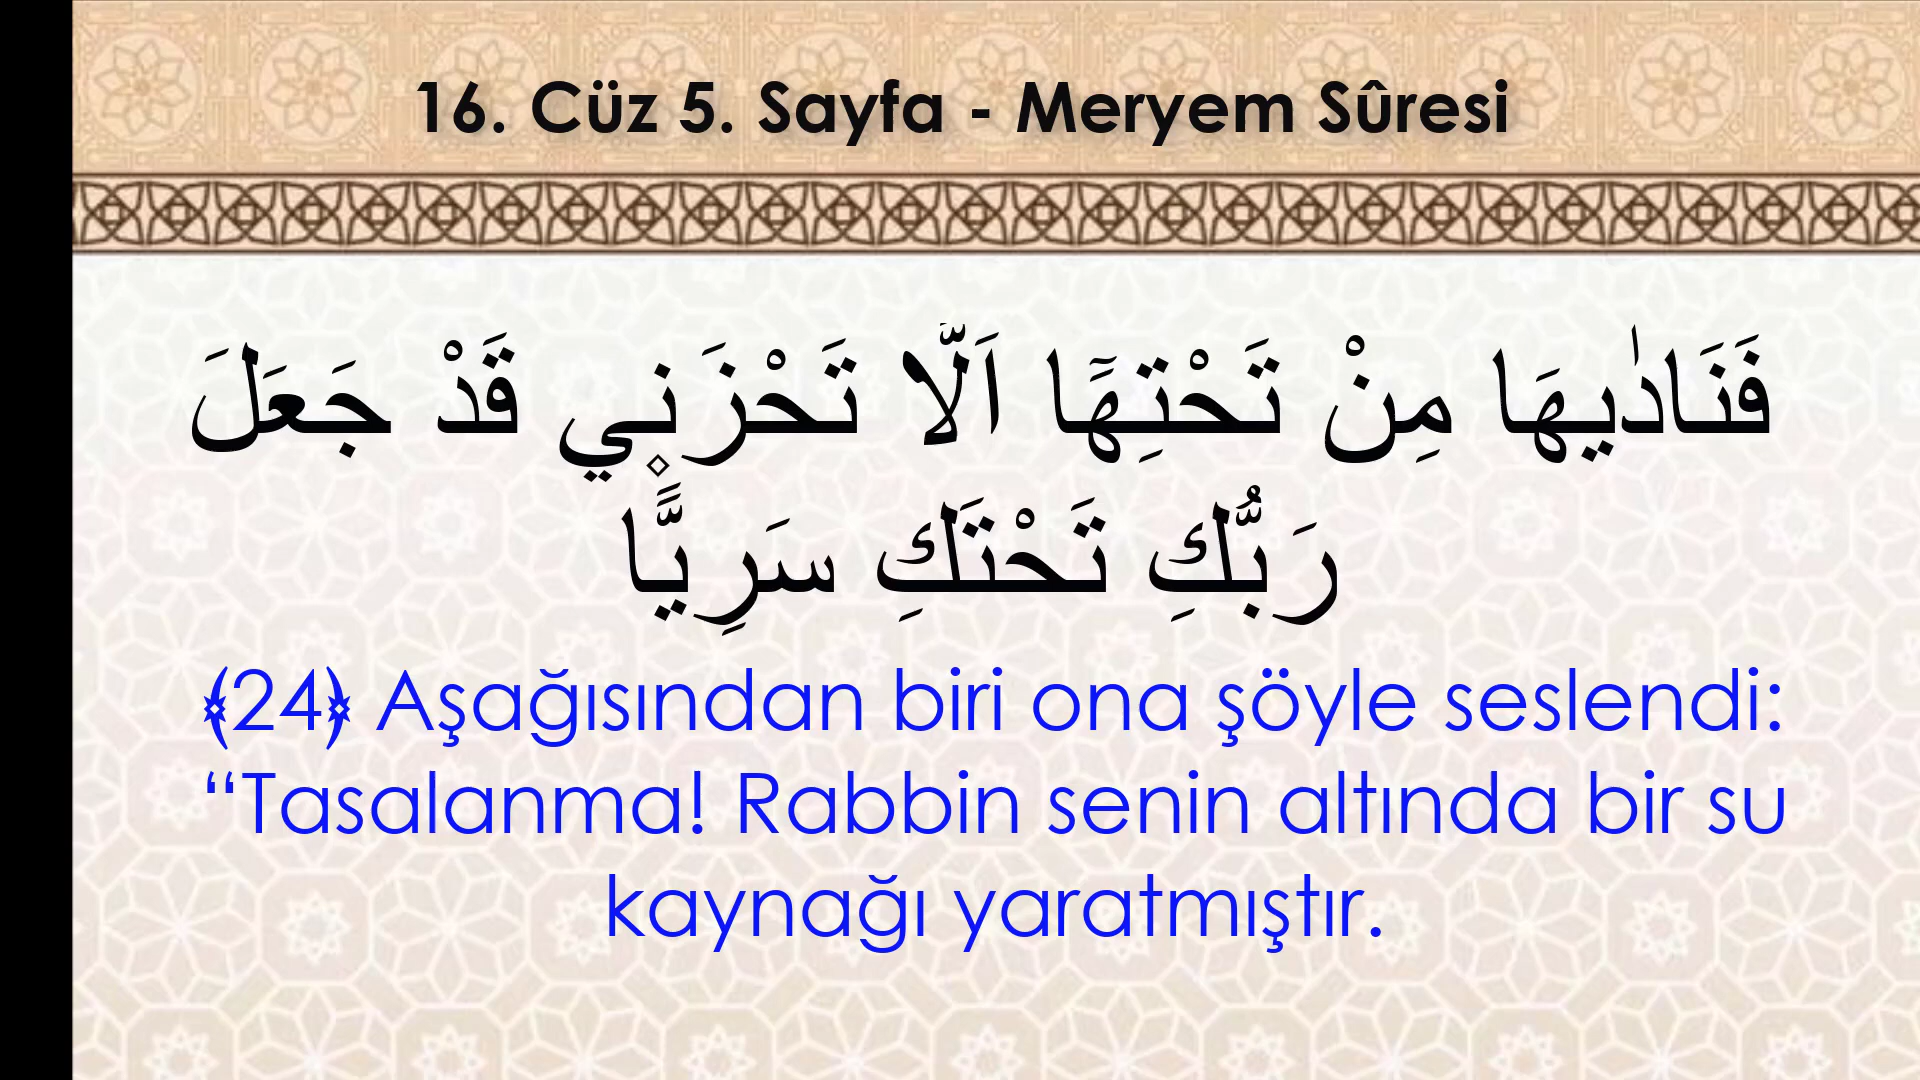 16. Cüz 5. Sayfa - Meryem Sûresi
فَنَادٰيهَا مِنْ تَحْتِهَٓا اَلَّا تَحْزَن۪ي قَدْ جَعَلَ
رَبُّكِ تَحْتَكِ سَرِيًّا
﴾24﴿ Aşağısından biri ona şöyle seslendi:
“Tasalanma! Rabbin senin altında bir su
kaynağı yaratmıştır.